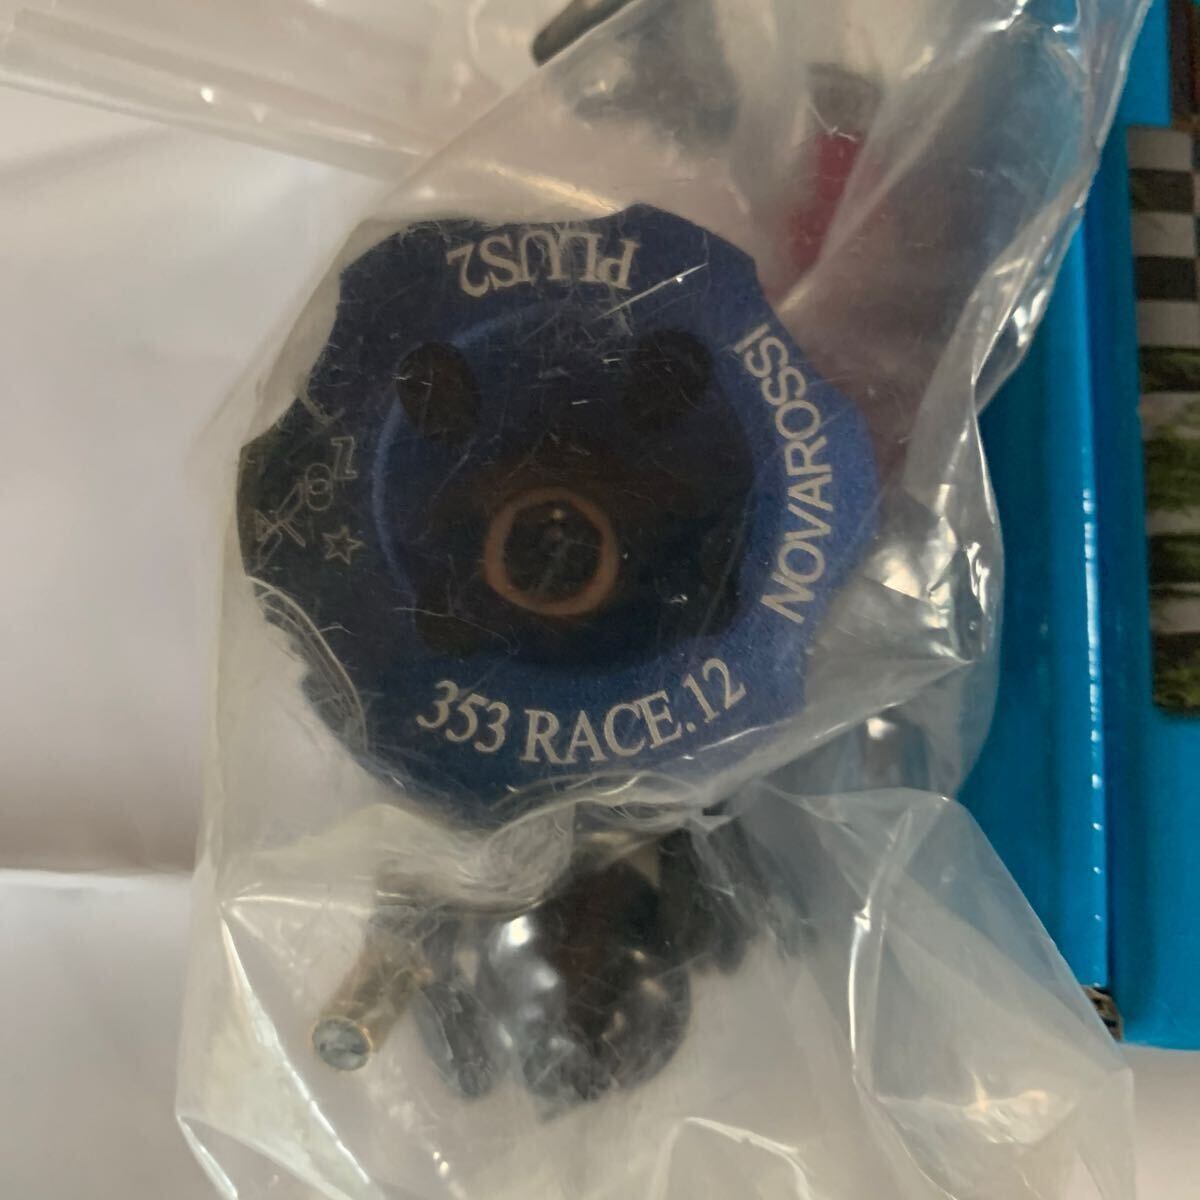 PLUS2
NOVAROSSI
353 RACE.12